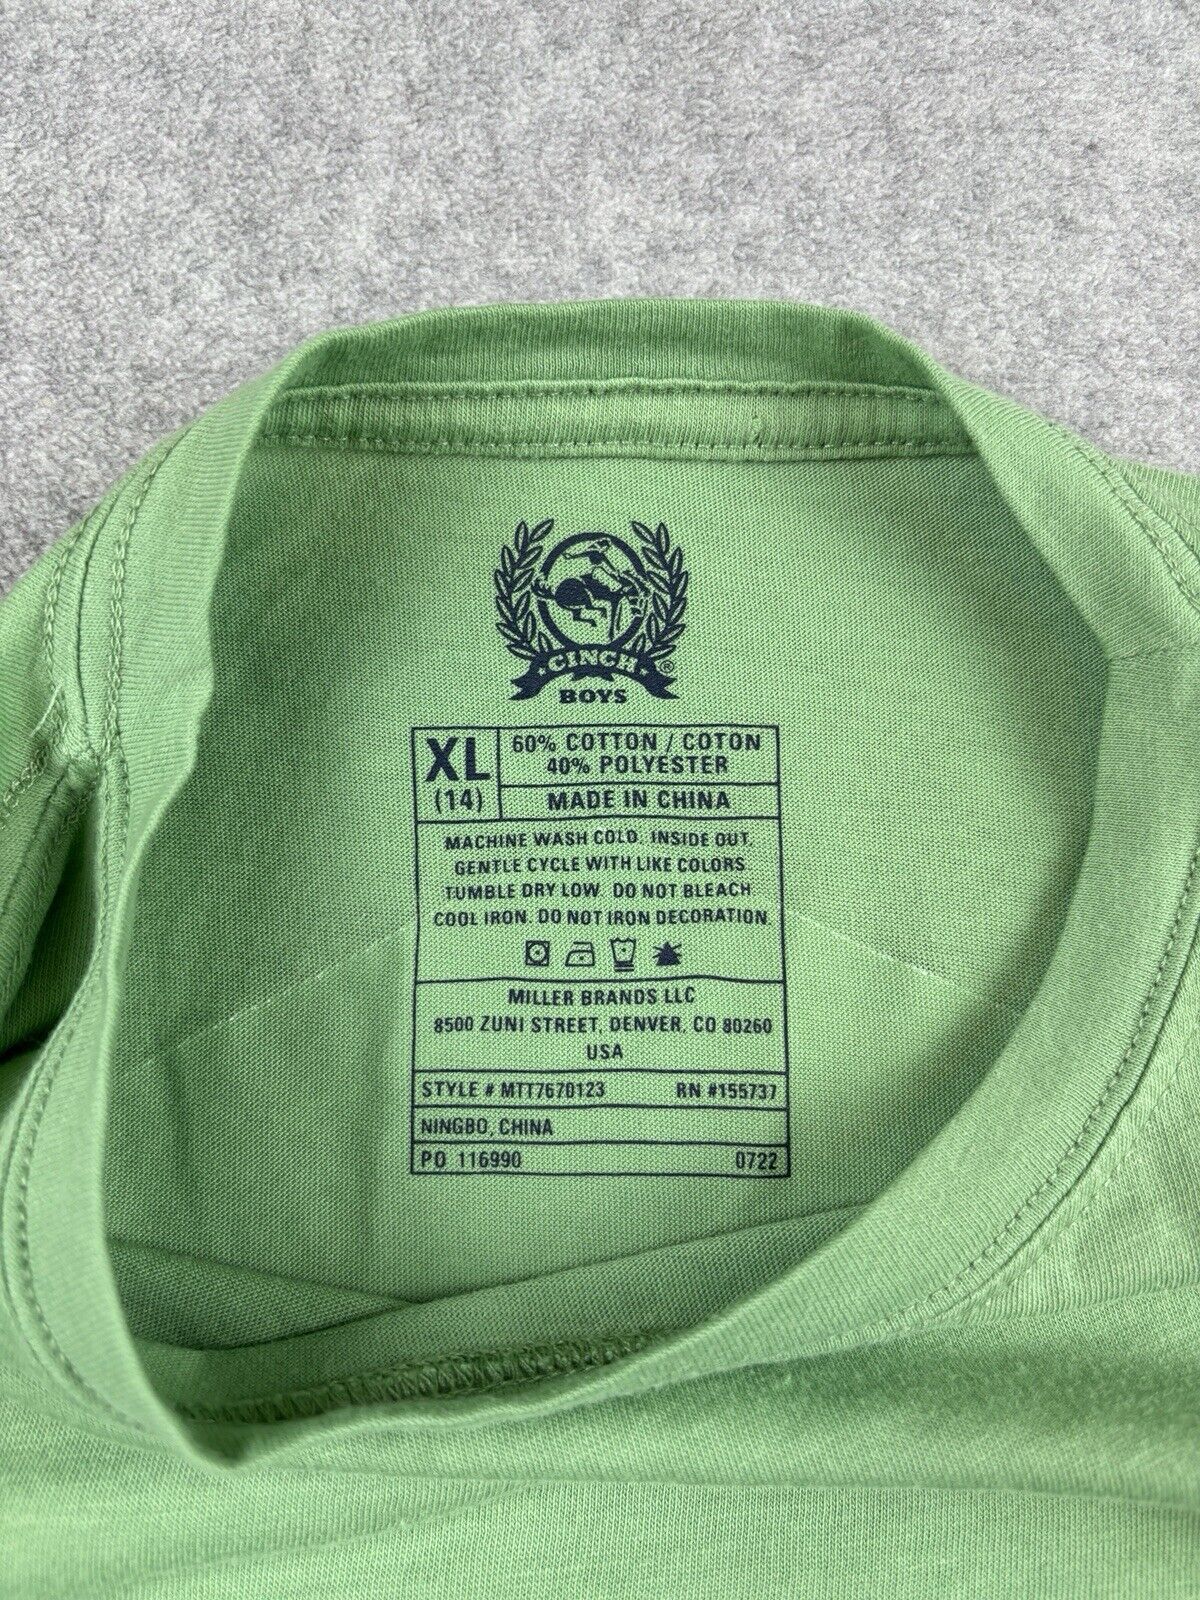 CINCH ®
BOYS
XL
(14)
60% COTTON / COTON
40% POLYESTER
MADE IN CHINA
MACHINE WASH COLD. INSIDE OUT.
GENTLE CYCLE WITH LIKE COLORS.
TUMBLE DRY LOW. DO NOT BLEACH
COOL IRON. DO NOT IRON DECORATION.
MILLER BRANDS LLC
8500 ZUNI STREET, DENVER, CO 80260
USA
STYLE # MTT7670123 RN #155737
NINGBO, CHINA
PO 116990 0722